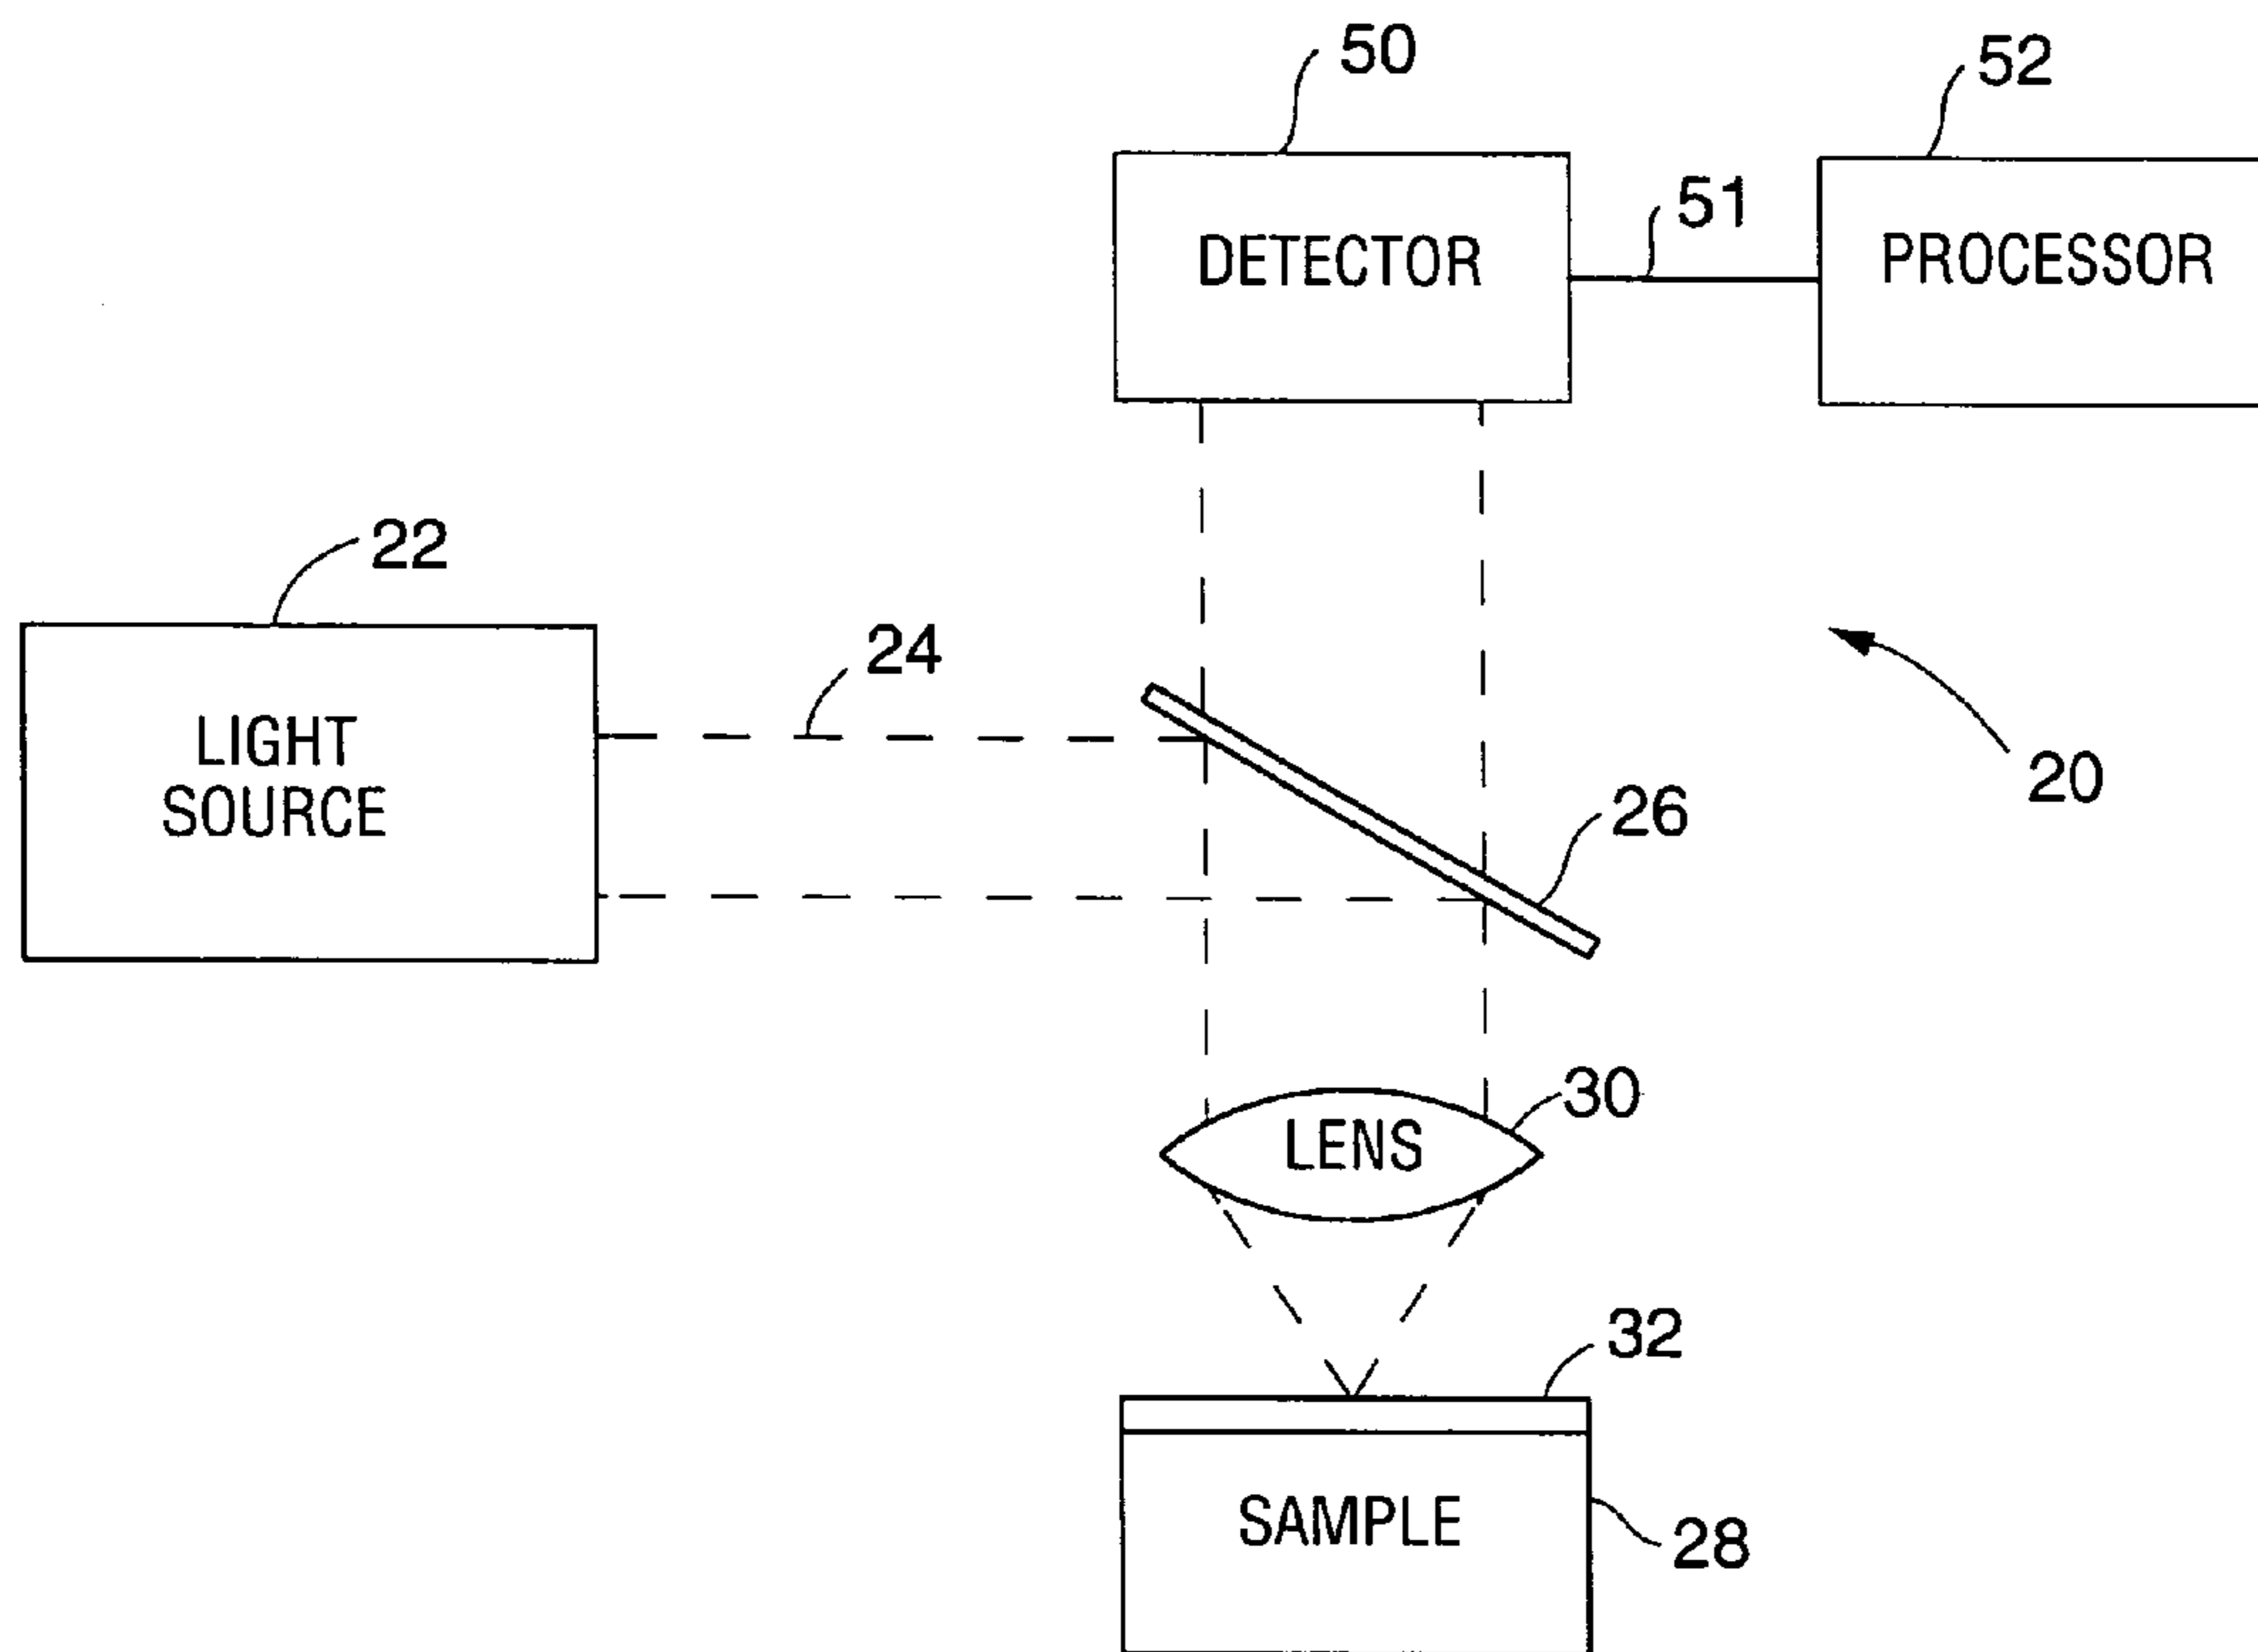 50
52
51
DETECTOR
PROCESSOR
22
24
LIGHT
SOURCE
20
26
30
LENS
32
SAMPLE
28